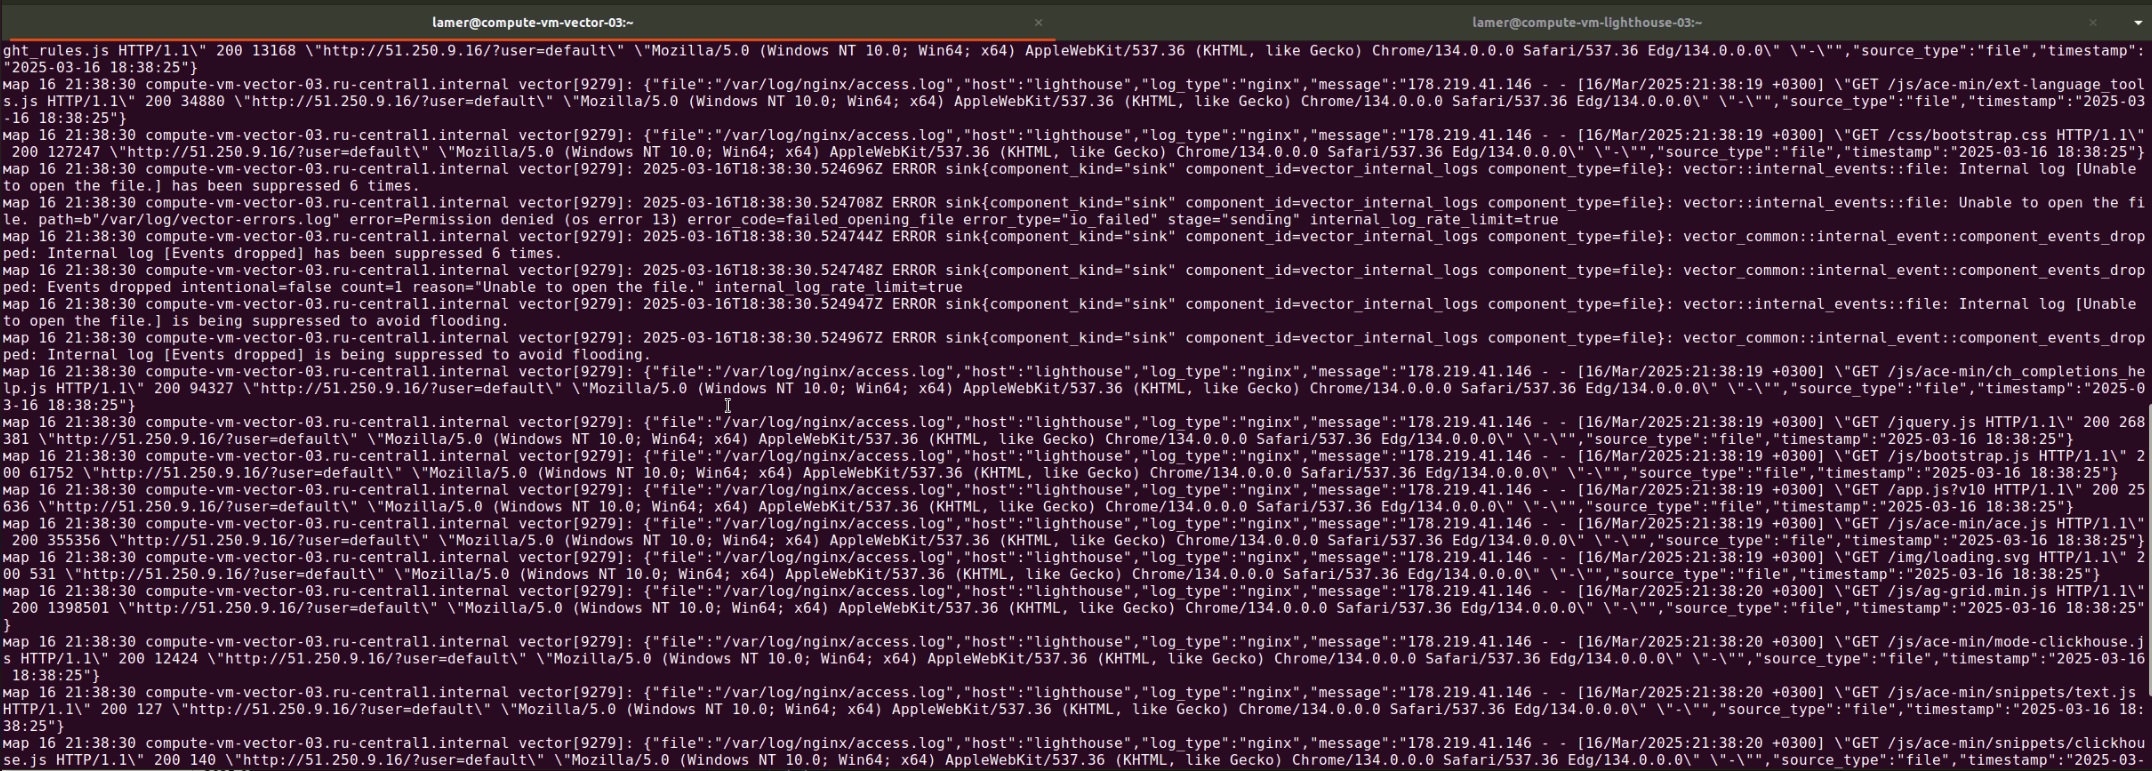 lamer@compute-vm-vector-03:~ × lamer@compute-vm-lighthouse-03:~ ×
ght_rules.js HTTP/1.1\" 200 13168 \"http://51.250.9.16/?user=default\" \"Mozilla/5.0 (Windows NT 10.0; Win64; x64) AppleWebKit/537.36 (KHTML, like Gecko) Chrome/134.0.0.0 Safari/537.36 Edg/134.0.0.0\" \"-\"","source_type":"file","timestamp":
"2025-03-16 18:38:25"}
мар 16 21:38:30 compute-vm-vector-03.ru-central1.internal vector[9279]: {"file":"/var/log/nginx/access.log","host":"lighthouse","log_type":"nginx","message":"178.219.41.146 - - [16/Mar/2025:21:38:19 +0300] \"GET /js/ace-min/ext-language_tool
s.js HTTP/1.1\" 200 34880 \"http://51.250.9.16/?user=default\" \"Mozilla/5.0 (Windows NT 10.0; Win64; x64) AppleWebKit/537.36 (KHTML, like Gecko) Chrome/134.0.0.0 Safari/537.36 Edg/134.0.0.0\" \"-\"","source_type":"file","timestamp":"2025-03
-16 18:38:25"}
мар 16 21:38:30 compute-vm-vector-03.ru-central1.internal vector[9279]: {"file":"/var/log/nginx/access.log","host":"lighthouse","log_type":"nginx","message":"178.219.41.146 - - [16/Mar/2025:21:38:19 +0300] \"GET /css/bootstrap.css HTTP/1.1\"
200 127247 \"http://51.250.9.16/?user=default\" \"Mozilla/5.0 (Windows NT 10.0; Win64; x64) AppleWebKit/537.36 (KHTML, like Gecko) Chrome/134.0.0.0 Safari/537.36 Edg/134.0.0.0\" \"-\"","source_type":"file","timestamp":"2025-03-16 18:38:25"}
мар 16 21:38:30 compute-vm-vector-03.ru-central1.internal vector[9279]: 2025-03-16T18:38:30.524696Z ERROR sink{component_kind="sink" component_id=vector_internal_logs component_type=file}: vector::internal_events::file: Internal log [Unable
to open the file.] has been suppressed 6 times.
мар 16 21:38:30 compute-vm-vector-03.ru-central1.internal vector[9279]: 2025-03-16T18:38:30.524708Z ERROR sink{component_kind="sink" component_id=vector_internal_logs component_type=file}: vector::internal_events::file: Unable to open the fi
le. path=b"/var/log/vector-errors.log" error=Permission denied (os error 13) error_code=failed_opening_file error_type="io_failed" stage="sending" internal_log_rate_limit=true
мар 16 21:38:30 compute-vm-vector-03.ru-central1.internal vector[9279]: 2025-03-16T18:38:30.524744Z ERROR sink{component_kind="sink" component_id=vector_internal_logs component_type=file}: vector_common::internal_event::component_events_drop
ped: Internal log [Events dropped] has been suppressed 6 times.
мар 16 21:38:30 compute-vm-vector-03.ru-central1.internal vector[9279]: 2025-03-16T18:38:30.524748Z ERROR sink{component_kind="sink" component_id=vector_internal_logs component_type=file}: vector_common::internal_event::component_events_drop
ped: Events dropped intentional=false count=1 reason="Unable to open the file." internal_log_rate_limit=true
мар 16 21:38:30 compute-vm-vector-03.ru-central1.internal vector[9279]: 2025-03-16T18:38:30.524947Z ERROR sink{component_kind="sink" component_id=vector_internal_logs component_type=file}: vector::internal_events::file: Internal log [Unable
to open the file.] is being suppressed to avoid flooding.
мар 16 21:38:30 compute-vm-vector-03.ru-central1.internal vector[9279]: 2025-03-16T18:38:30.524967Z ERROR sink{component_kind="sink" component_id=vector_internal_logs component_type=file}: vector_common::internal_event::component_events_drop
ped: Internal log [Events dropped] is being suppressed to avoid flooding.
мар 16 21:38:30 compute-vm-vector-03.ru-central1.internal vector[9279]: {"file":"/var/log/nginx/access.log","host":"lighthouse","log_type":"nginx","message":"178.219.41.146 - - [16/Mar/2025:21:38:19 +0300] \"GET /js/ace-min/ch_completions_he
lp.js HTTP/1.1\" 200 94327 \"http://51.250.9.16/?user=default\" \"Mozilla/5.0 (Windows NT 10.0; Win64; x64) AppleWebKit/537.36 (KHTML, like Gecko) Chrome/134.0.0.0 Safari/537.36 Edg/134.0.0.0\" \"-\"","source_type":"file","timestamp":"2025-0
3-16 18:38:25"}
мар 16 21:38:30 compute-vm-vector-03.ru-central1.internal vector[9279]: {"file":"/var/log/nginx/access.log","host":"lighthouse","log_type":"nginx","message":"178.219.41.146 - - [16/Mar/2025:21:38:19 +0300] \"GET /jquery.js HTTP/1.1\" 200 268
381 \"http://51.250.9.16/?user=default\" \"Mozilla/5.0 (Windows NT 10.0; Win64; x64) AppleWebKit/537.36 (KHTML, like Gecko) Chrome/134.0.0.0 Safari/537.36 Edg/134.0.0.0\" \"-\"","source_type":"file","timestamp":"2025-03-16 18:38:25"}
мар 16 21:38:30 compute-vm-vector-03.ru-central1.internal vector[9279]: {"file":"/var/log/nginx/access.log","host":"lighthouse","log_type":"nginx","message":"178.219.41.146 - - [16/Mar/2025:21:38:19 +0300] \"GET /js/bootstrap.js HTTP/1.1\" 2
00 61752 \"http://51.250.9.16/?user=default\" \"Mozilla/5.0 (Windows NT 10.0; Win64; x64) AppleWebKit/537.36 (KHTML, like Gecko) Chrome/134.0.0.0 Safari/537.36 Edg/134.0.0.0\" \"-\"","source_type":"file","timestamp":"2025-03-16 18:38:25"}
мар 16 21:38:30 compute-vm-vector-03.ru-central1.internal vector[9279]: {"file":"/var/log/nginx/access.log","host":"lighthouse","log_type":"nginx","message":"178.219.41.146 - - [16/Mar/2025:21:38:19 +0300] \"GET /app.js?v10 HTTP/1.1\" 200 25
636 \"http://51.250.9.16/?user=default\" \"Mozilla/5.0 (Windows NT 10.0; Win64; x64) AppleWebKit/537.36 (KHTML, like Gecko) Chrome/134.0.0.0 Safari/537.36 Edg/134.0.0.0\" \"-\"","source_type":"file","timestamp":"2025-03-16 18:38:25"}
мар 16 21:38:30 compute-vm-vector-03.ru-central1.internal vector[9279]: {"file":"/var/log/nginx/access.log","host":"lighthouse","log_type":"nginx","message":"178.219.41.146 - - [16/Mar/2025:21:38:19 +0300] \"GET /js/ace-min/ace.js HTTP/1.1\"
200 355356 \"http://51.250.9.16/?user=default\" \"Mozilla/5.0 (Windows NT 10.0; Win64; x64) AppleWebKit/537.36 (KHTML, like Gecko) Chrome/134.0.0.0 Safari/537.36 Edg/134.0.0.0\" \"-\"","source_type":"file","timestamp":"2025-03-16 18:38:25"}
мар 16 21:38:30 compute-vm-vector-03.ru-central1.internal vector[9279]: {"file":"/var/log/nginx/access.log","host":"lighthouse","log_type":"nginx","message":"178.219.41.146 - - [16/Mar/2025:21:38:19 +0300] \"GET /img/loading.svg HTTP/1.1\" 2
00 531 \"http://51.250.9.16/?user=default\" \"Mozilla/5.0 (Windows NT 10.0; Win64; x64) AppleWebKit/537.36 (KHTML, like Gecko) Chrome/134.0.0.0 Safari/537.36 Edg/134.0.0.0\" \"-\"","source_type":"file","timestamp":"2025-03-16 18:38:25"}
мар 16 21:38:30 compute-vm-vector-03.ru-central1.internal vector[9279]: {"file":"/var/log/nginx/access.log","host":"lighthouse","log_type":"nginx","message":"178.219.41.146 - - [16/Mar/2025:21:38:20 +0300] \"GET /js/ag-grid.min.js HTTP/1.1\"
200 1398501 \"http://51.250.9.16/?user=default\" \"Mozilla/5.0 (Windows NT 10.0; Win64; x64) AppleWebKit/537.36 (KHTML, like Gecko) Chrome/134.0.0.0 Safari/537.36 Edg/134.0.0.0\" \"-\"","source_type":"file","timestamp":"2025-03-16 18:38:25"
}
мар 16 21:38:30 compute-vm-vector-03.ru-central1.internal vector[9279]: {"file":"/var/log/nginx/access.log","host":"lighthouse","log_type":"nginx","message":"178.219.41.146 - - [16/Mar/2025:21:38:20 +0300] \"GET /js/ace-min/mode-clickhouse.j
s HTTP/1.1\" 200 12424 \"http://51.250.9.16/?user=default\" \"Mozilla/5.0 (Windows NT 10.0; Win64; x64) AppleWebKit/537.36 (KHTML, like Gecko) Chrome/134.0.0.0 Safari/537.36 Edg/134.0.0.0\" \"-\"","source_type":"file","timestamp":"2025-03-16
18:38:25"}
мар 16 21:38:30 compute-vm-vector-03.ru-central1.internal vector[9279]: {"file":"/var/log/nginx/access.log","host":"lighthouse","log_type":"nginx","message":"178.219.41.146 - - [16/Mar/2025:21:38:20 +0300] \"GET /js/ace-min/snippets/text.js
HTTP/1.1\" 200 127 \"http://51.250.9.16/?user=default\" \"Mozilla/5.0 (Windows NT 10.0; Win64; x64) AppleWebKit/537.36 (KHTML, like Gecko) Chrome/134.0.0.0 Safari/537.36 Edg/134.0.0.0\" \"-\"","source_type":"file","timestamp":"2025-03-16 18:
38:25"}
мар 16 21:38:30 compute-vm-vector-03.ru-central1.internal vector[9279]: {"file":"/var/log/nginx/access.log","host":"lighthouse","log_type":"nginx","message":"178.219.41.146 - - [16/Mar/2025:21:38:20 +0300] \"GET /js/ace-min/snippets/clickhou
se.js HTTP/1.1\" 200 140 \"http://51.250.9.16/?user=default\" \"Mozilla/5.0 (Windows NT 10.0; Win64; x64) AppleWebKit/537.36 (KHTML, like Gecko) Chrome/134.0.0.0 Safari/537.36 Edg/134.0.0.0\" \"-\"","source_type":"file","timestamp":"2025-03-